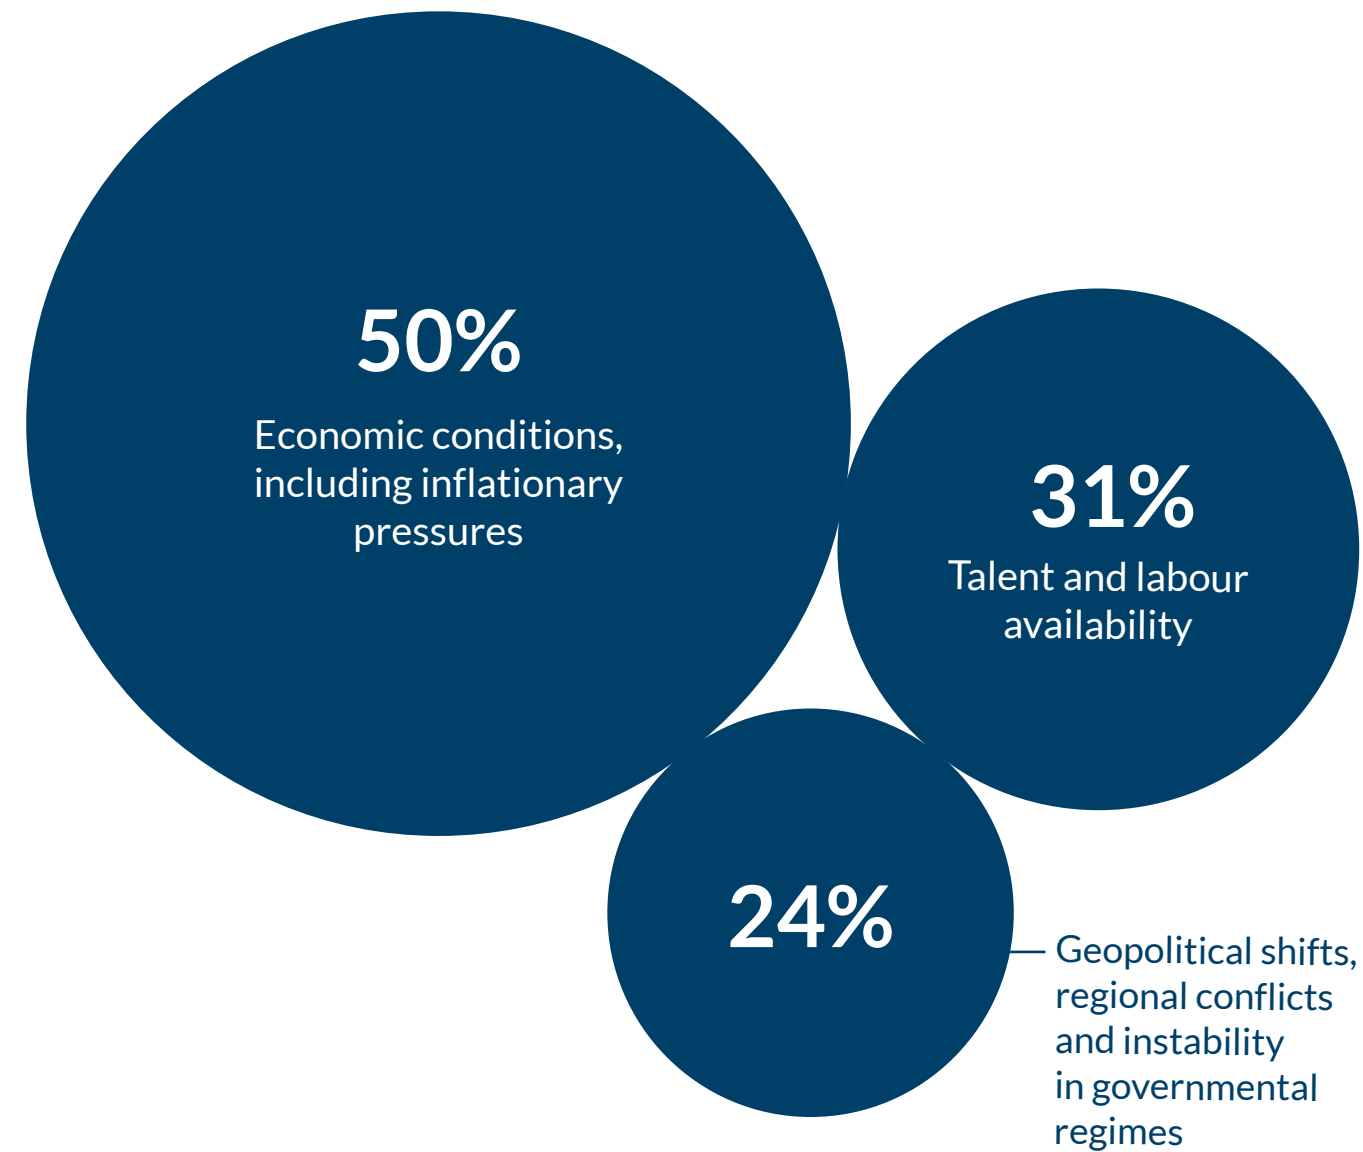 50%
Economic conditions,
including inflationary
pressures
31%
Talent and labour
availability
24%
Geopolitical shifts,
regional conflicts
and instability
in governmental
regimes